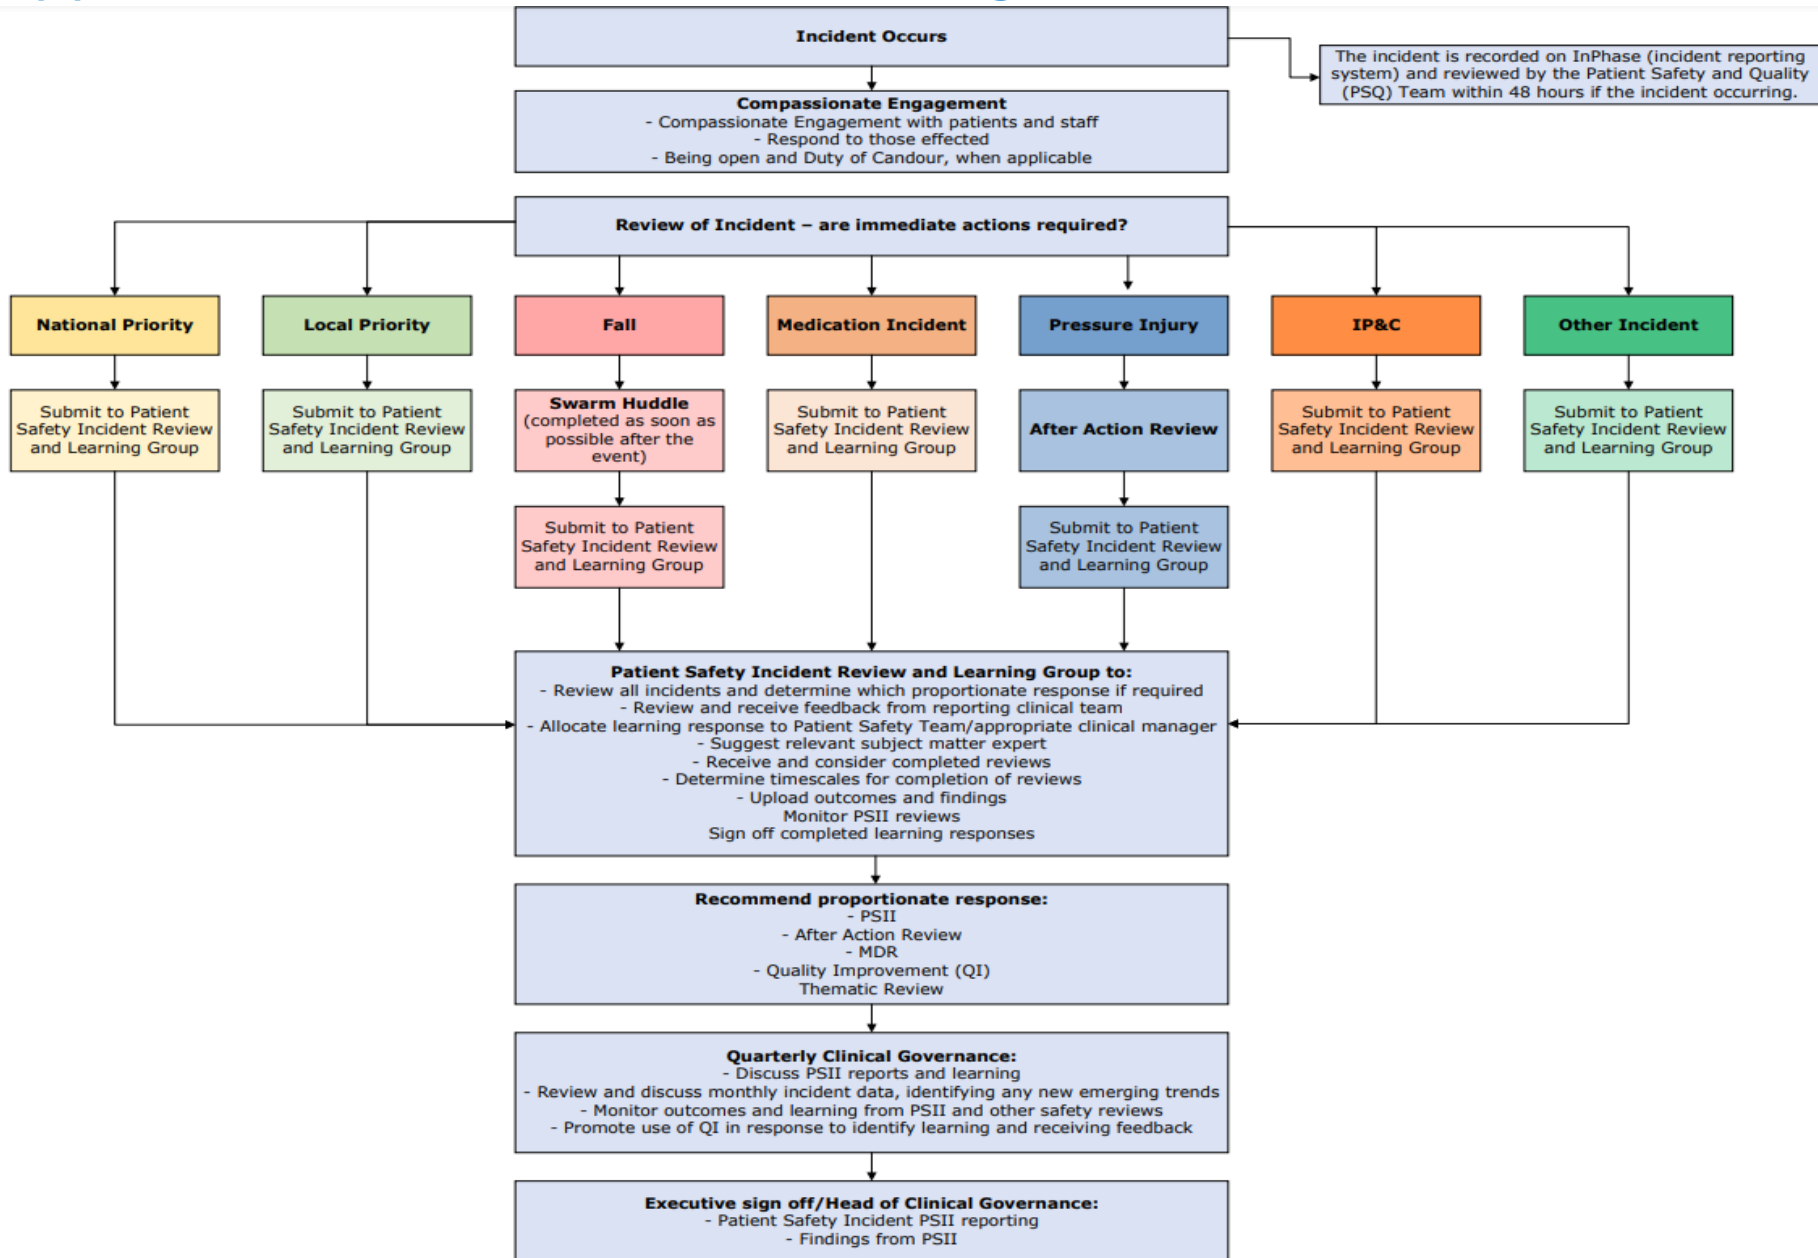 Incident Occurs
The incident is recorded on InPhase (incident reporting
system) and reviewed by the Patient Safety and Quality
(PSQ) Team within 48 hours if the incident occurring.
Compassionate Engagement
- Compassionate Engagement with patients and staff
- Respond to those effected
- Being open and Duty of Candour, when applicable
Review of Incident – are immediate actions required?
National Priority
Local Priority
Fall
Medication Incident
Pressure Injury
IP&C
Other Incident
Submit to Patient
Safety Incident Review
and Learning Group
Submit to Patient
Safety Incident Review
and Learning Group
Swarm Huddle
(completed as soon as
possible after the
event)
Submit to Patient
Safety Incident Review
and Learning Group
After Action Review
Submit to Patient
Safety Incident Review
and Learning Group
Submit to Patient
Safety Incident Review
and Learning Group
Submit to Patient
Safety Incident Review
and Learning Group
Submit to Patient
Safety Incident Review
and Learning Group
Patient Safety Incident Review and Learning Group to:
- Review all incidents and determine which proportionate response if required
- Review and receive feedback from reporting clinical team
- Allocate learning response to Patient Safety Team/appropriate clinical manager
- Suggest relevant subject matter expert
- Receive and consider completed reviews
- Determine timescales for completion of reviews
- Upload outcomes and findings
Monitor PSII reviews
Sign off completed learning responses
Recommend proportionate response:
- PSII
- After Action Review
- MDR
- Quality Improvement (QI)
Thematic Review
Quarterly Clinical Governance:
- Discuss PSII reports and learning
- Review and discuss monthly incident data, identifying any new emerging trends
- Monitor outcomes and learning from PSII and other safety reviews
- Promote use of QI in response to identify learning and receiving feedback
Executive sign off/Head of Clinical Governance:
- Patient Safety Incident PSII reporting
- Findings from PSII